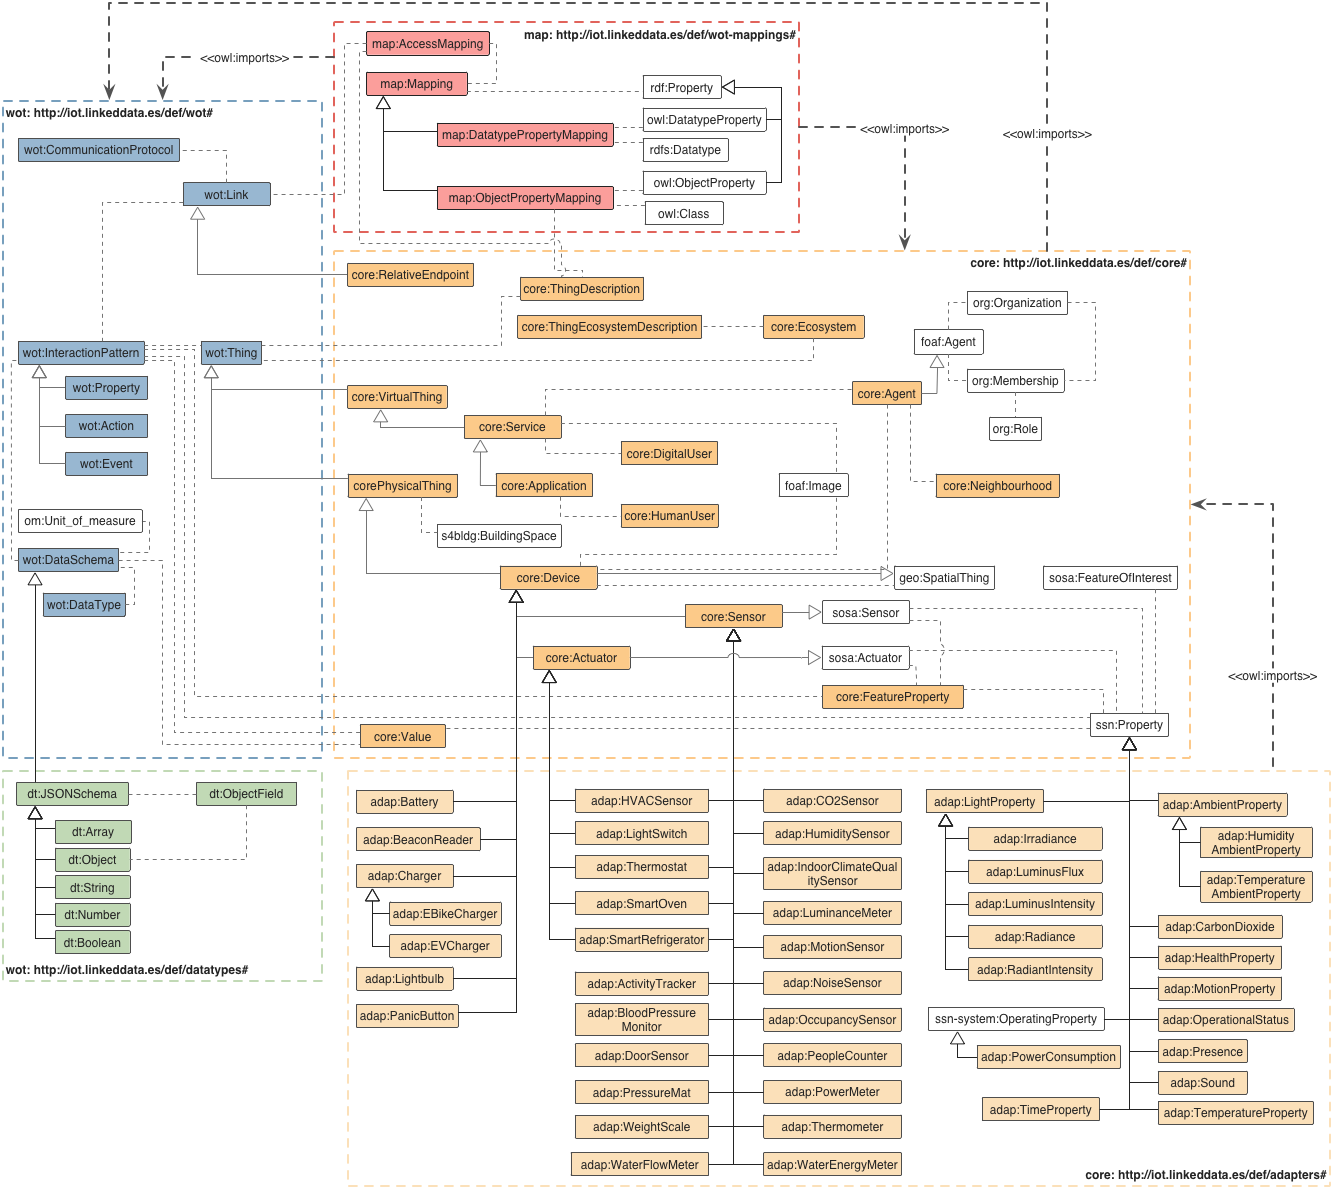 map: http://iot.linkeddata.es/def/wot-mappings#
map:AccessMapping
<<owl:imports>>
map:Mapping
rdf:Property
owl:DatatypeProperty
map:DatatypePropertyMapping
rdfs:Datatype
owl:ObjectProperty
map:ObjectPropertyMapping
owl:Class
<<owl:imports>>
<<owl:imports>>
wot: http://iot.linkeddata.es/def/wot#
wot:CommunicationProtocol
wot:Link
wot:InteractionPattern
wot:Thing
wot:Property
wot:Action
wot:Event
om:Unit_of_measure
wot:DataSchema
wot:DataType
core: http://iot.linkeddata.es/def/core#
core:RelativeEndpoint
core:ThingDescription
org:Organization
core:ThingEcosystemDescription
core:Ecosystem
foaf:Agent
org:Membership
core:VirtualThing
core:Agent
core:Service
org:Role
core:DigitalUser
corePhysicalThing
core:Application
foaf:Image
core:Neighbourhood
core:HumanUser
s4bldg:BuildingSpace
core:Device
geo:SpatialThing
sosa:FeatureOfInterest
core:Sensor
sosa:Sensor
core:Actuator
sosa:Actuator
<<owl:imports>>
core:FeatureProperty
ssn:Property
core:Value
dt:JSONSchema
dt:ObjectField
dt:Array
dt:Object
dt:String
dt:Number
dt:Boolean
wot: http://iot.linkeddata.es/def/datatypes#
adap:Battery
adap:BeaconReader
adap:Charger
adap:EBikeCharger
adap:EVCharger
adap:Lightbulb
adap:PanicButton
adap:HVACSensor
adap:LightSwitch
adap:Thermostat
adap:SmartOven
adap:SmartRefrigerator
adap:ActivityTracker
adap:BloodPressure
Monitor
adap:DoorSensor
adap:PressureMat
adap:WeightScale
adap:WaterFlowMeter
adap:CO2Sensor
adap:HumiditySensor
adap:IndoorClimateQual
itySensor
adap:LuminanceMeter
adap:MotionSensor
adap:NoiseSensor
adap:OccupancySensor
adap:PeopleCounter
adap:PowerMeter
adap:Thermometer
adap:WaterEnergyMeter
adap:LightProperty
adap:Irradiance
adap:LuminusFlux
adap:LuminusIntensity
adap:Radiance
adap:RadiantIntensity
ssn-system:OperatingProperty
adap:PowerConsumption
adap:TimeProperty
adap:AmbientProperty
adap:Humidity
AmbientProperty
adap:Temperature
AmbientProperty
adap:CarbonDioxide
adap:HealthProperty
adap:MotionProperty
adap:OperationalStatus
adap:Presence
adap:Sound
adap:TemperatureProperty
core: http://iot.linkeddata.es/def/adapters#